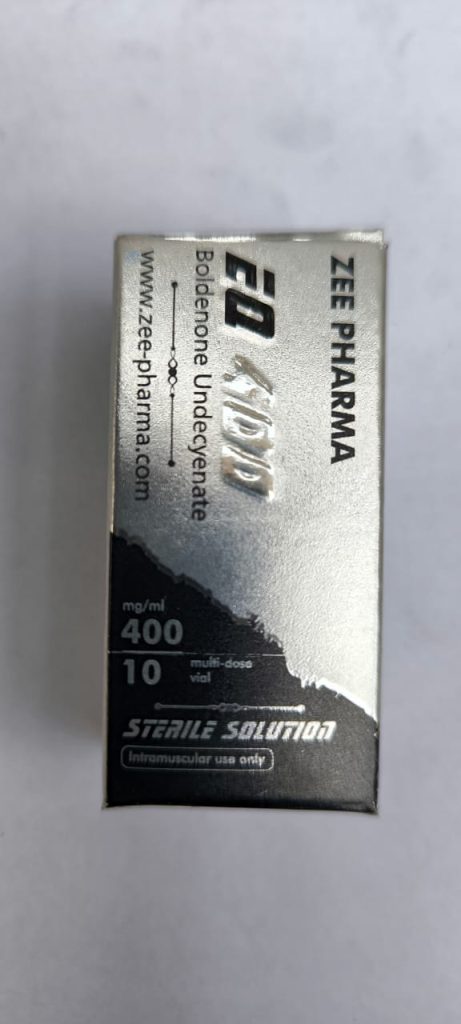 ZEE PHARMA
EQ 400
Boldenone Undecyenate
www.zee-pharma.com
mg/ml
400
10
multi-dose
vial
STERILE SOLUTION
Intramuscular use only